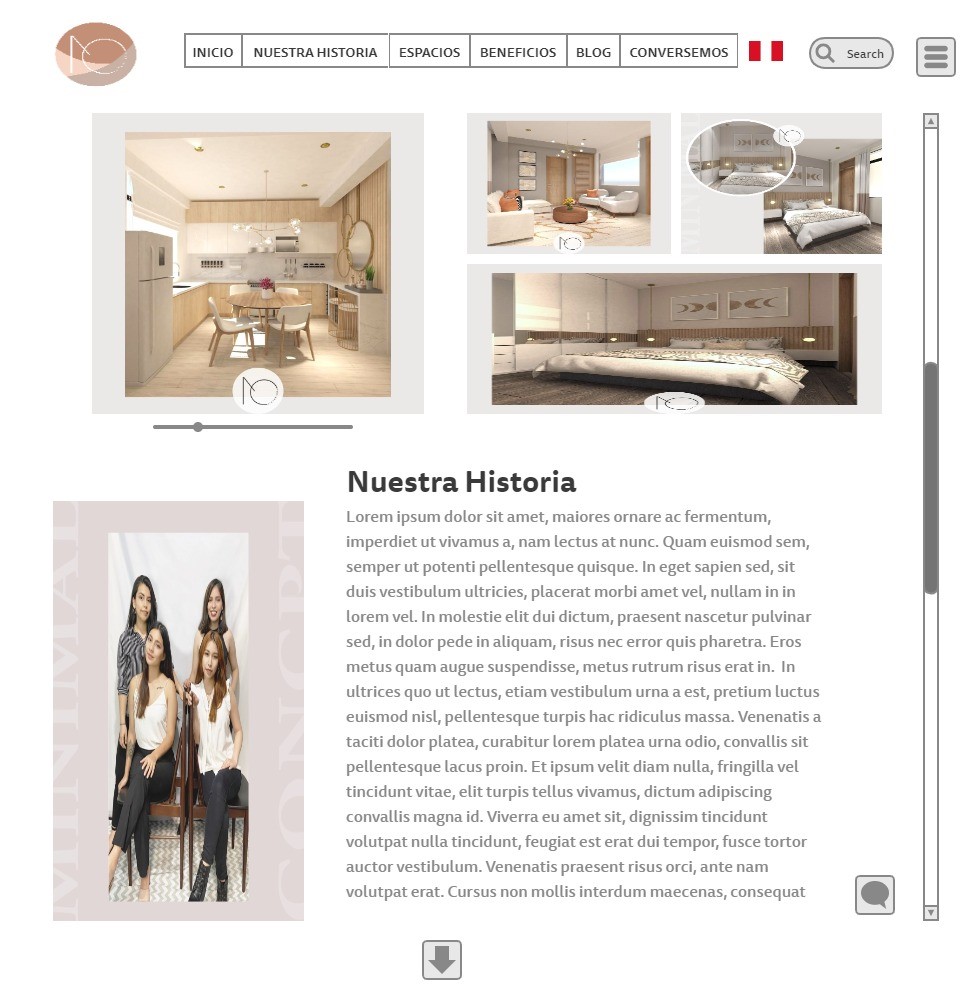 INICIO
NUESTRA HISTORIA
ESPACIOS
BENEFICIOS
BLOG
CONVERSEMOS
Search
Nuestra Historia
Lorem ipsum dolor sit amet, maiores ornare ac fermentum,
imperdiet ut vivamus a, nam lectus at nunc. Quam euismod sem,
semper ut potenti pellentesque quisque. In eget sapien sed, sit
duis vestibulum ultricies, placerat morbi amet vel, nullam in in
lorem vel. In molestie elit dui dictum, praesent nascetur pulvinar
sed, in dolor pede in aliquam, risus nec error quis pharetra. Eros
metus quam augue suspendisse, metus rutrum risus erat in.  In
ultrices quo ut lectus, etiam vestibulum urna a est, pretium luctus
euismod nisl, pellentesque turpis hac ridiculus massa. Venenatis a
taciti dolor platea, curabitur lorem platea urna odio, convallis sit
pellentesque lacus proin. Et ipsum velit diam nulla, fringilla vel
tincidunt vitae, elit turpis tellus vivamus, dictum adipiscing
convallis magna id. Viverra eu amet sit, dignissim tincidunt
volutpat nulla tincidunt, feugiat est erat dui tempor, fusce tortor
auctor vestibulum. Venenatis praesent risus orci, ante nam
volutpat erat. Cursus non mollis interdum maecenas, consequat